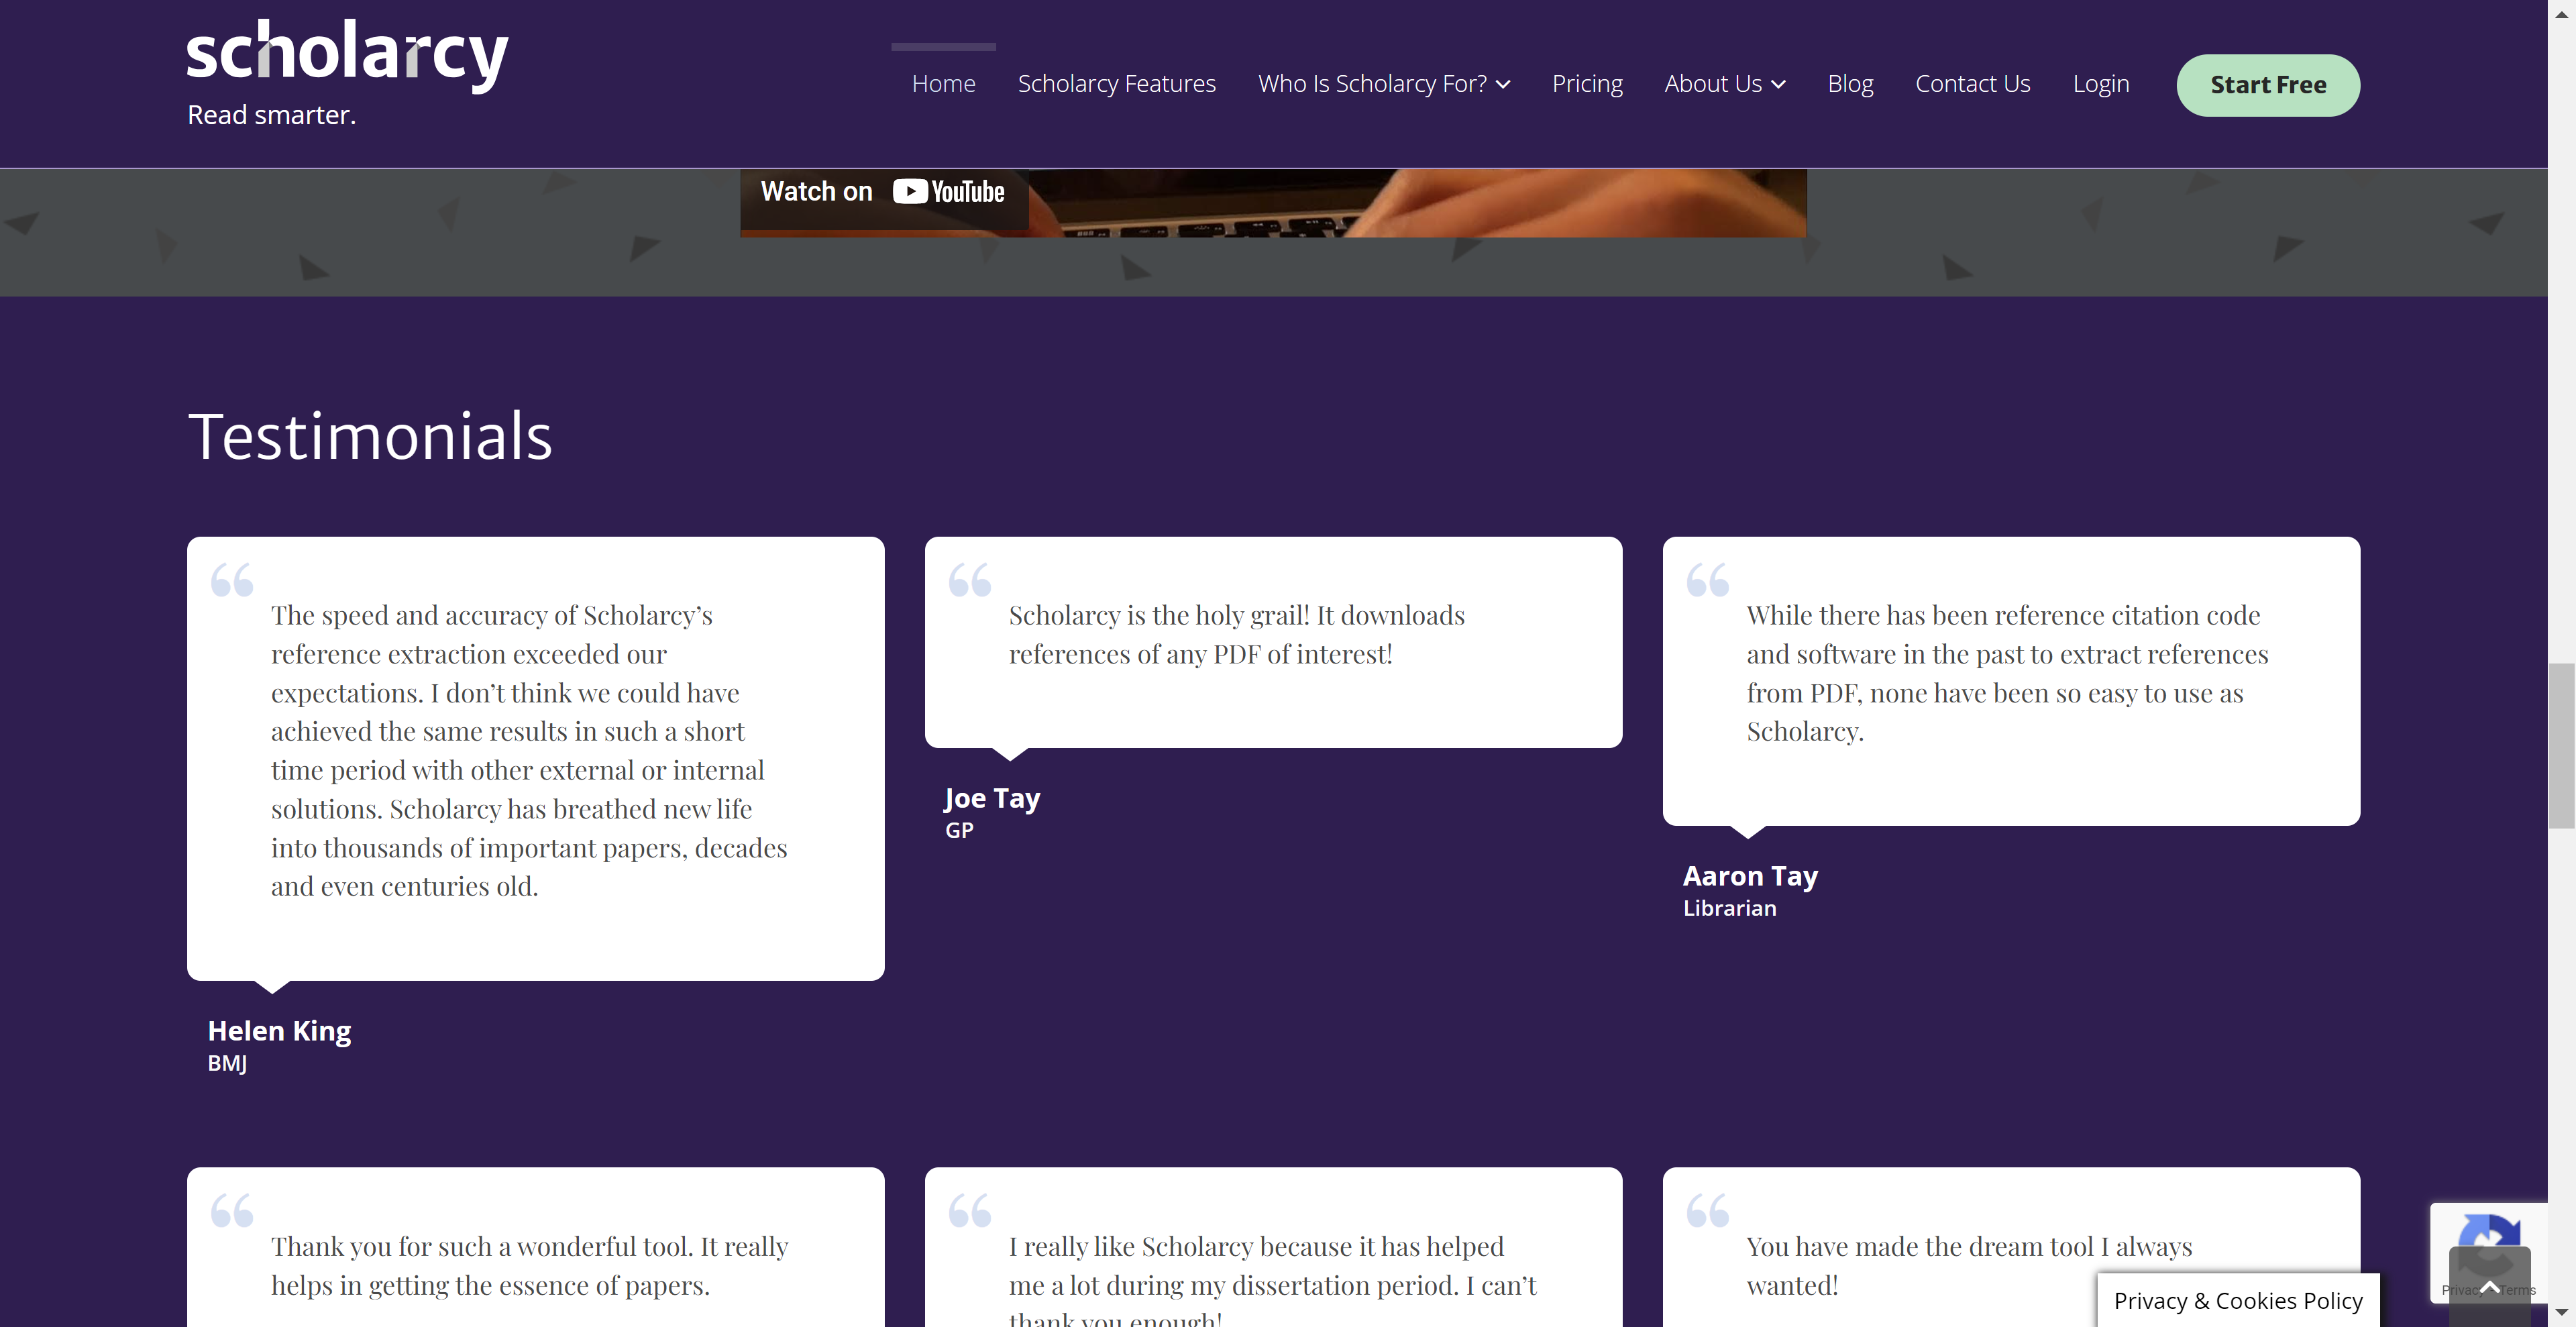 scholarcy
Read smarter.
Home Scholarcy Features Who Is Scholarcy For? Pricing About Us Blog Contact Us Login Start Free
Watch on YouTube
Testimonials
The speed and accuracy of Scholarcy’s
reference extraction exceeded our
expectations. I don’t think we could have
achieved the same results in such a short
time period with other external or internal
solutions. Scholarcy has breathed new life
into thousands of important papers, decades
and even centuries old.
Helen King
BMJ
Scholarcy is the holy grail! It downloads
references of any PDF of interest!
Joe Tay
GP
While there has been reference citation code
and software in the past to extract references
from PDF, none have been so easy to use as
Scholarcy.
Aaron Tay
Librarian
Thank you for such a wonderful tool. It really
helps in getting the essence of papers.
I really like Scholarcy because it has helped
me a lot during my dissertation period. I can’t
thank you enough!
You have made the dream tool I always
wanted!
Privacy & Cookies Policy
Privacy Terms